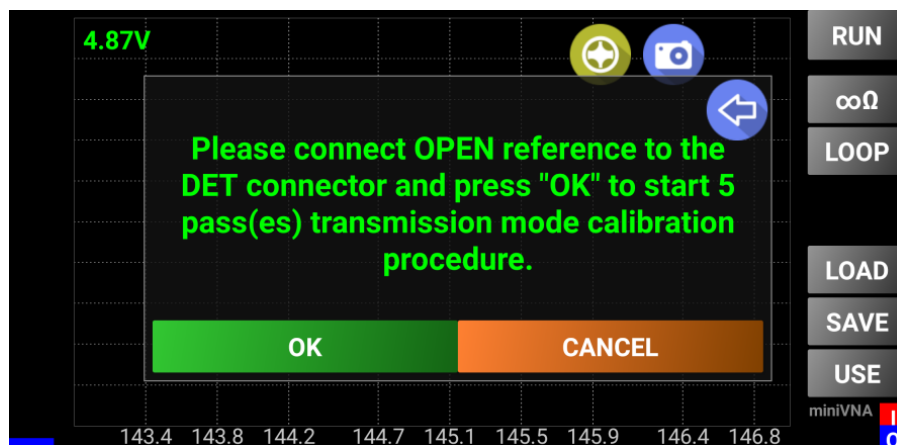 4.87V
RUN
∞Ω
LOOP
Please connect OPEN reference to the
DET connector and press "OK" to start 5
pass(es) transmission mode calibration
procedure.
OK
CANCEL
LOAD
SAVE
USE
miniVNA
143.4 143.8 144.2 144.7 145.1 145.5 145.9 146.4 146.8